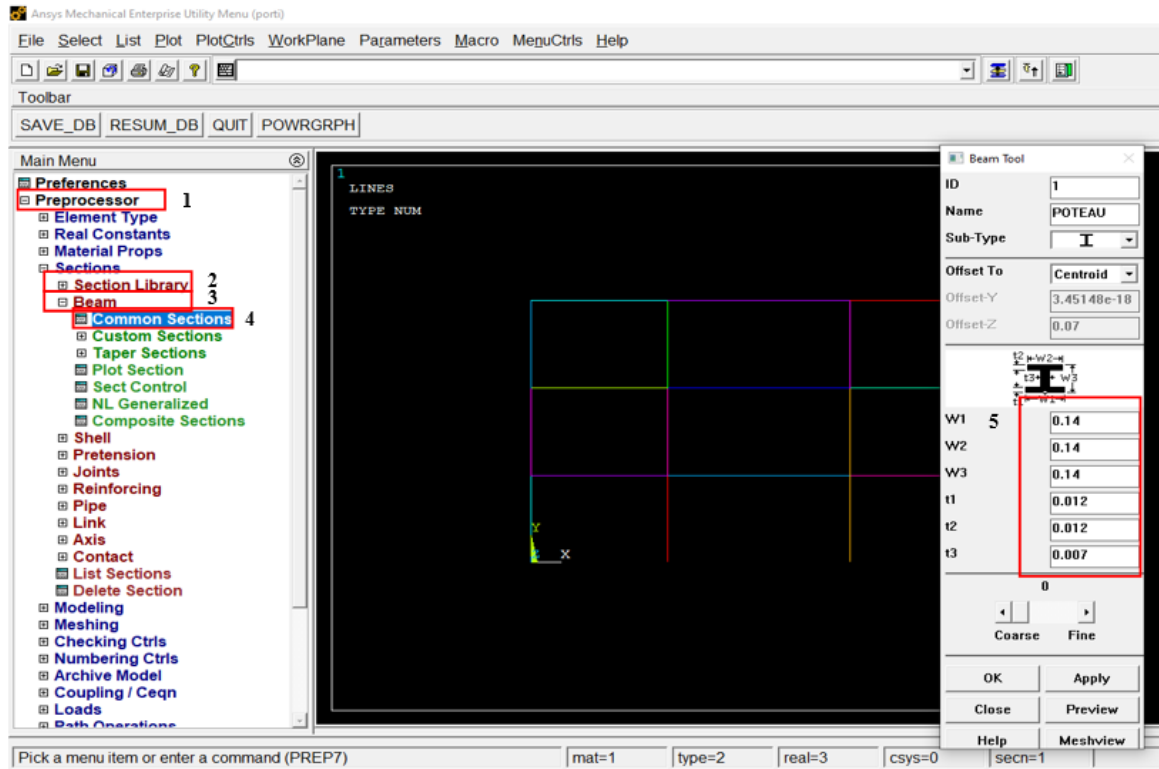 Ansys Mechanical Enterprise Utility Menu (porti)
File Select List Plot PlotCtrls WorkPlane Parameters Macro MenuCtrls Help
Toolbar
SAVE_DB RESUM_DB QUIT POWRGRPH
Main Menu
Preferences
Preprocessor 1
Element Type
Real Constants
Material Props
Sections
Section Library 2
Beam 3
Common Sections 4
Custom Sections
Taper Sections
Plot Section
Sect Control
NL Generalized
Composite Sections
Shell
Pretension
Joints
Reinforcing
Pipe
Link
Axis
Contact
List Sections
Delete Section
Modeling
Meshing
Checking Ctrls
Numbering Ctrls
Archive Model
Coupling / Ceqn
Loads
Path Operations
1
LINES
TYPE NUM
Y
X
Beam Tool
ID 1
Name POTEAU
Sub-Type
Offset To Centroid
Offset-Y 3.45148e-18
Offset-Z 0.07
t2 W2
t3 W3
t1 W1
W1 5 0.14
W2 0.14
W3 0.14
t1 0.012
t2 0.012
t3 0.007
0
Coarse Fine
OK Apply
Close Preview
Help Meshview
Pick a menu item or enter a command (PREP7) mat=1 type=2 real=3 csys=0 secn=1